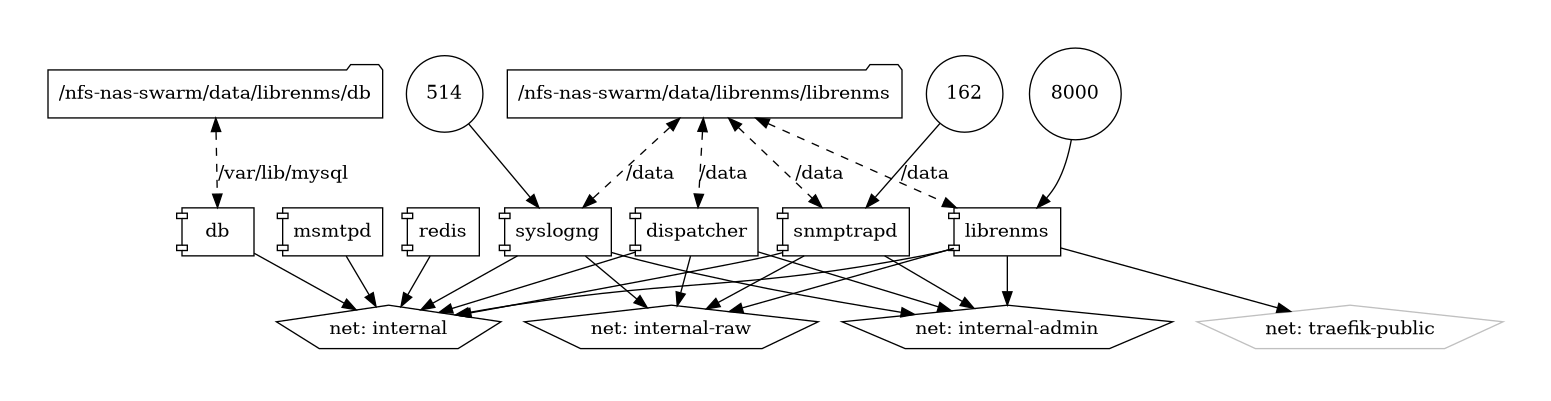 /nfs-nas-swarm/data/librenms/db
514
/nfs-nas-swarm/data/librenms/librenms
162
8000
/var/lib/mysql
/data
/data
/data
/data
db
msmtpd
redis
syslogng
dispatcher
snmptrapd
librenms
net: internal
net: internal-raw
net: internal-admin
net: traefik-public